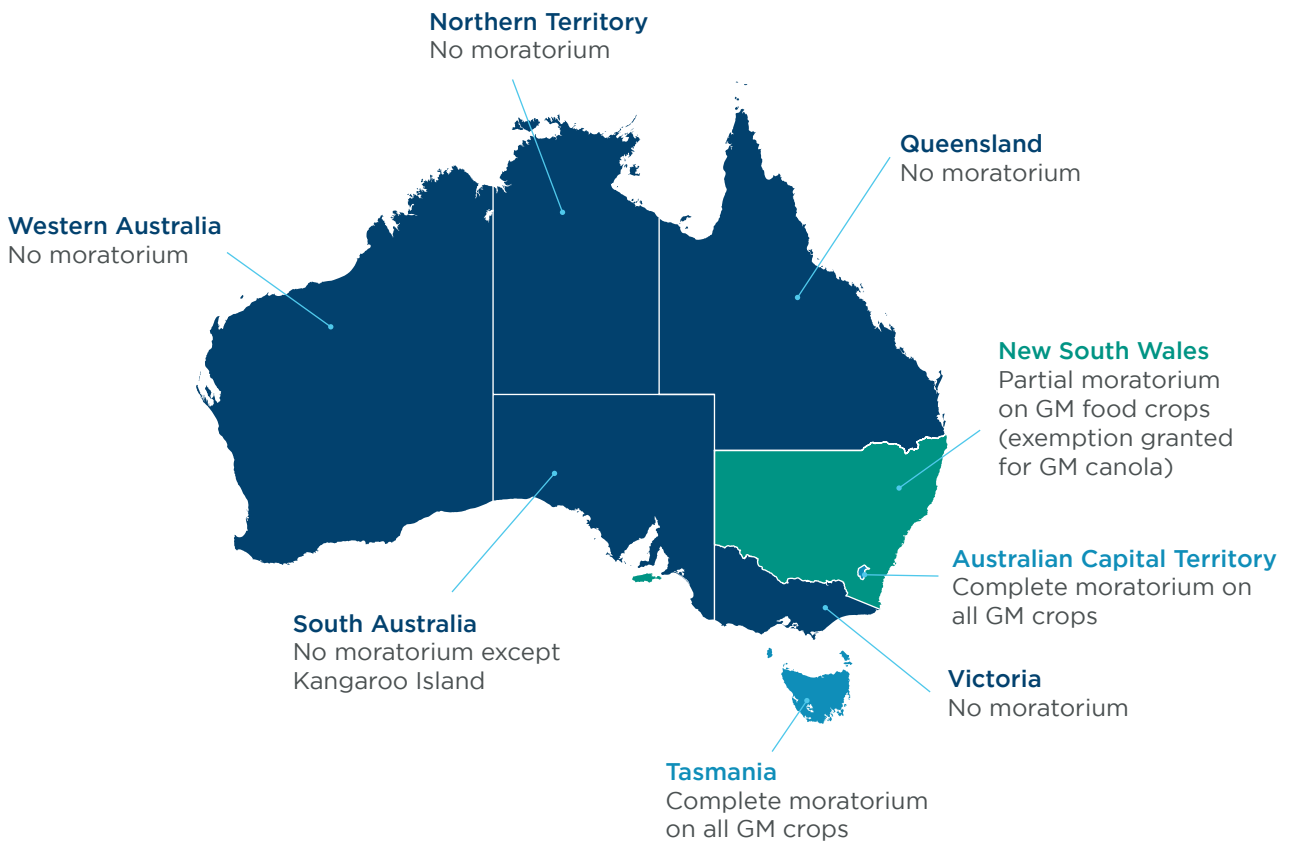 Northern Territory
No moratorium
Queensland
No moratorium
Western Australia
No moratorium
New South Wales
Partial moratorium
on GM food crops
(exemption granted
for GM canola)
Australian Capital Territory
Complete moratorium on
all GM crops
South Australia
No moratorium except
Kangaroo Island
Victoria
No moratorium
Tasmania
Complete moratorium
on all GM crops